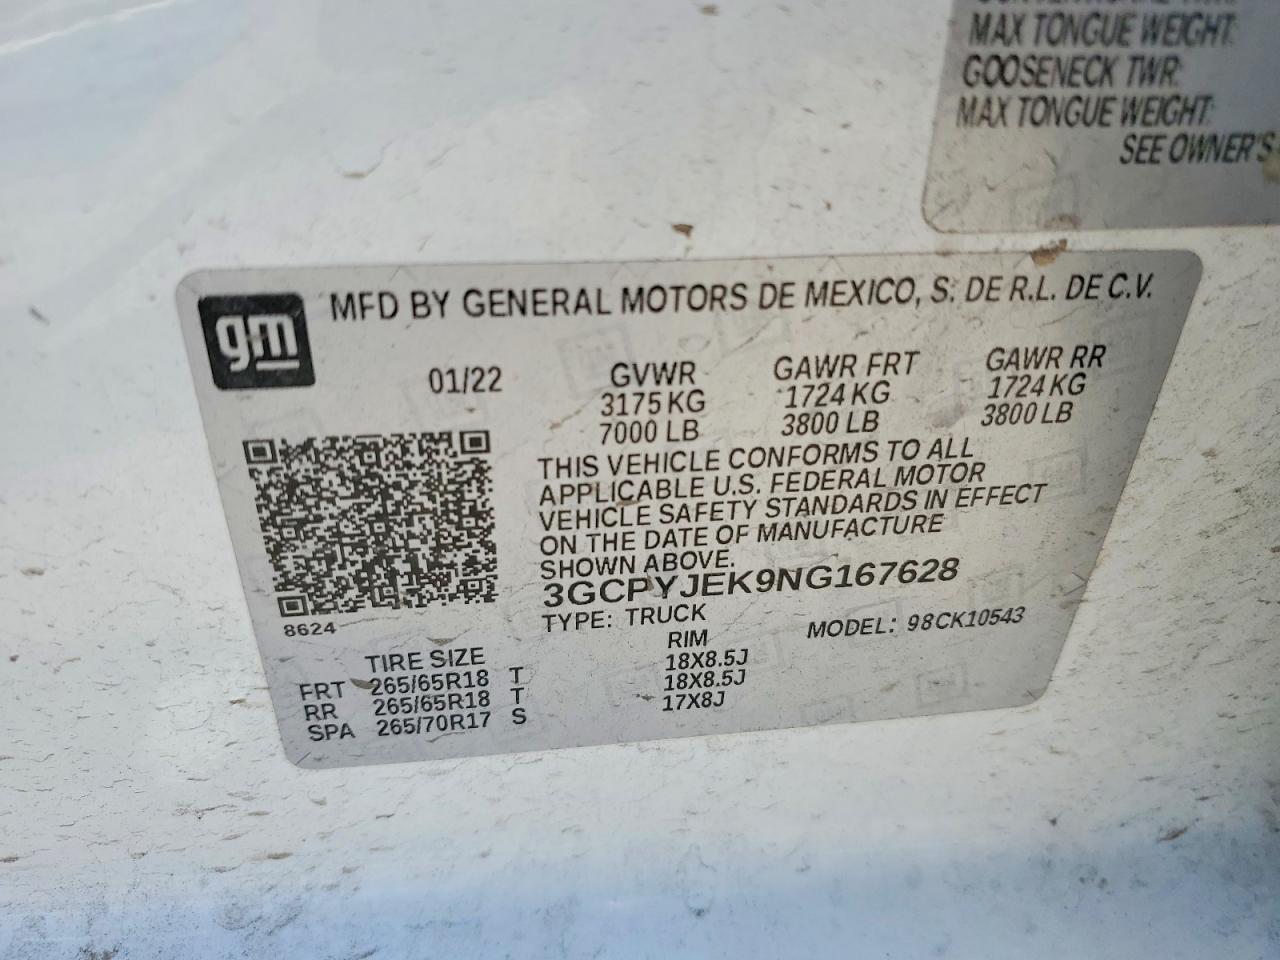 MAX TONGUE WEIGHT:
GOOSENECK TWR:
MAX TONGUE WEIGHT:
SEE OWNER'S
gm
MFD BY GENERAL MOTORS DE MEXICO, S. DE R.L. DE C.V.
01/22 GVWR GAWR FRT GAWR RR
3175 KG 1724 KG 1724 KG
7000 LB 3800 LB 3800 LB
THIS VEHICLE CONFORMS TO ALL
APPLICABLE U.S. FEDERAL MOTOR
VEHICLE SAFETY STANDARDS IN EFFECT
ON THE DATE OF MANUFACTURE
SHOWN ABOVE.
3GCPYJEK9NG167628
8624
TYPE: TRUCK MODEL: 98CK10543
TIRE SIZE RIM
FRT 265/65R18 T 18X8.5J
RR 265/65R18 T 18X8.5J
SPA 265/70R17 S 17X8J